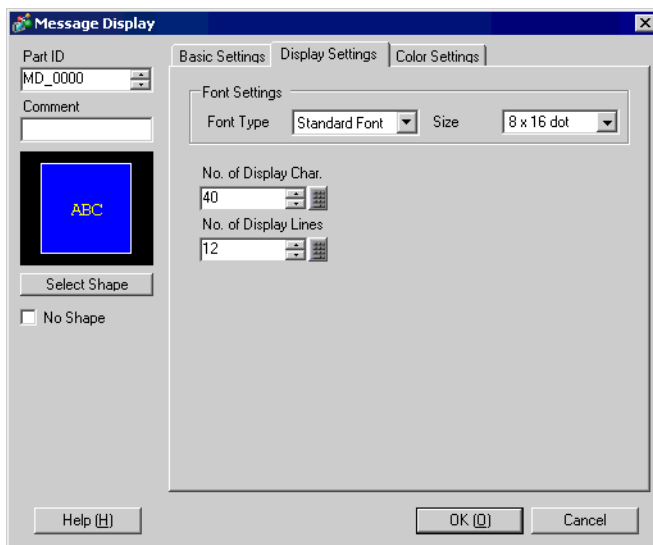 Message Display
Part ID
MD_0000
Comment
ABC
Select Shape
No Shape
Help (H)
Basic Settings
Display Settings
Color Settings
Font Settings
Font Type
Standard Font
Size
8 x 16 dot
No. of Display Char.
40
No. of Display Lines
12
OK (O)
Cancel